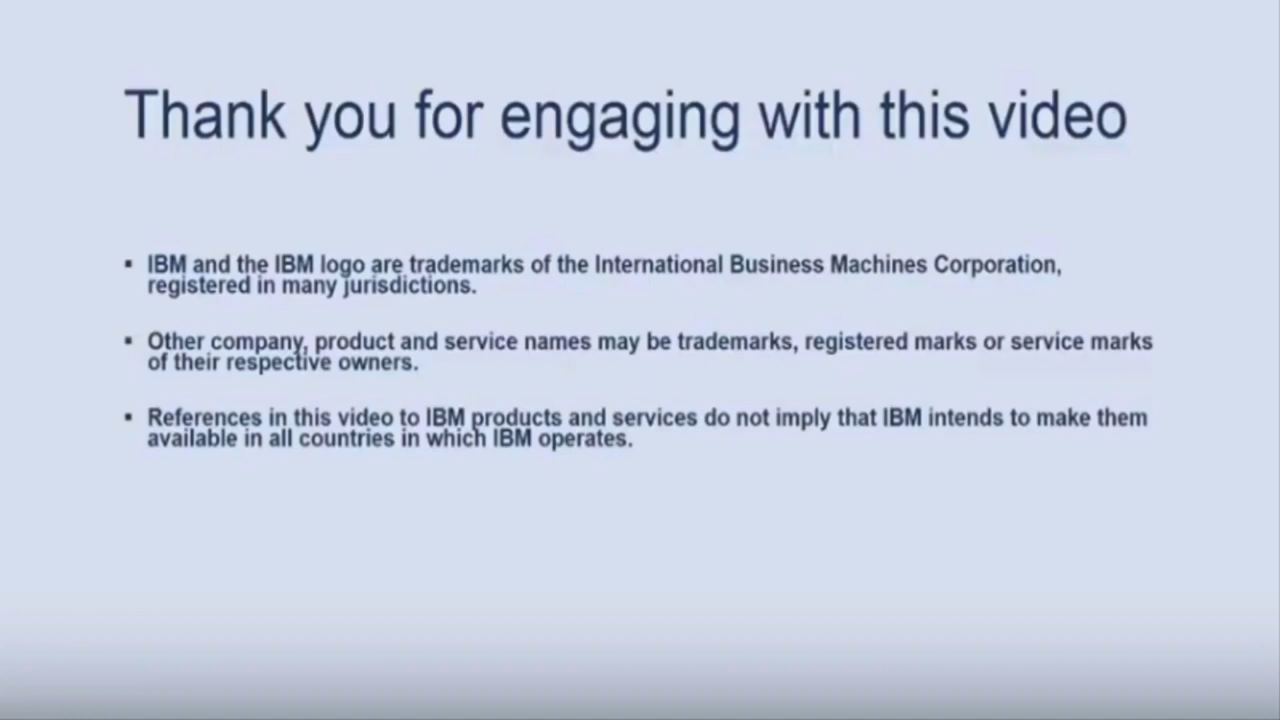 Thank you for engaging with this video
▪ IBM and the IBM logo are trademarks of the International Business Machines Corporation,
registered in many jurisdictions.
▪ Other company, product and service names may be trademarks, registered marks or service marks
of their respective owners.
▪ References in this video to IBM products and services do not imply that IBM intends to make them
available in all countries in which IBM operates.